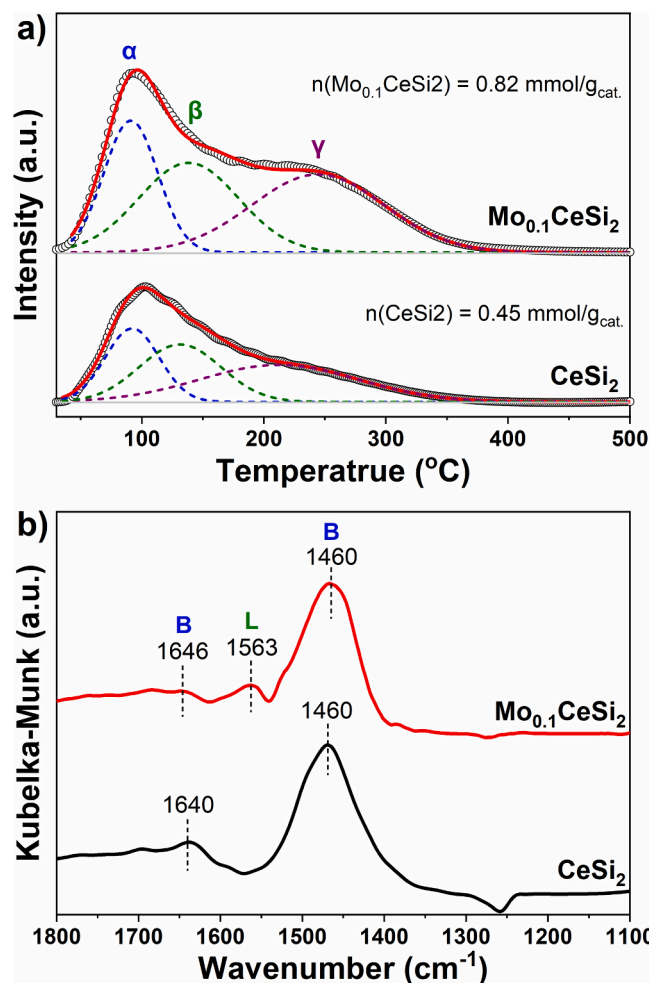 a)
α
β
γ
n(Mo₀.₁CeSi2) = 0.82 mmol/g_cat.
Mo₀.₁CeSi₂
n(CeSi2) = 0.45 mmol/g_cat.
CeSi₂
Intensity (a.u.)
100 200 300 400 500
Temperatrue (°C)
b)
B
1460
B
L
1646
1563
Mo₀.₁CeSi₂
1460
1640
CeSi₂
Kubelka-Munk (a.u.)
1800 1700 1600 1500 1400 1300 1200 1100
Wavenumber (cm⁻¹)